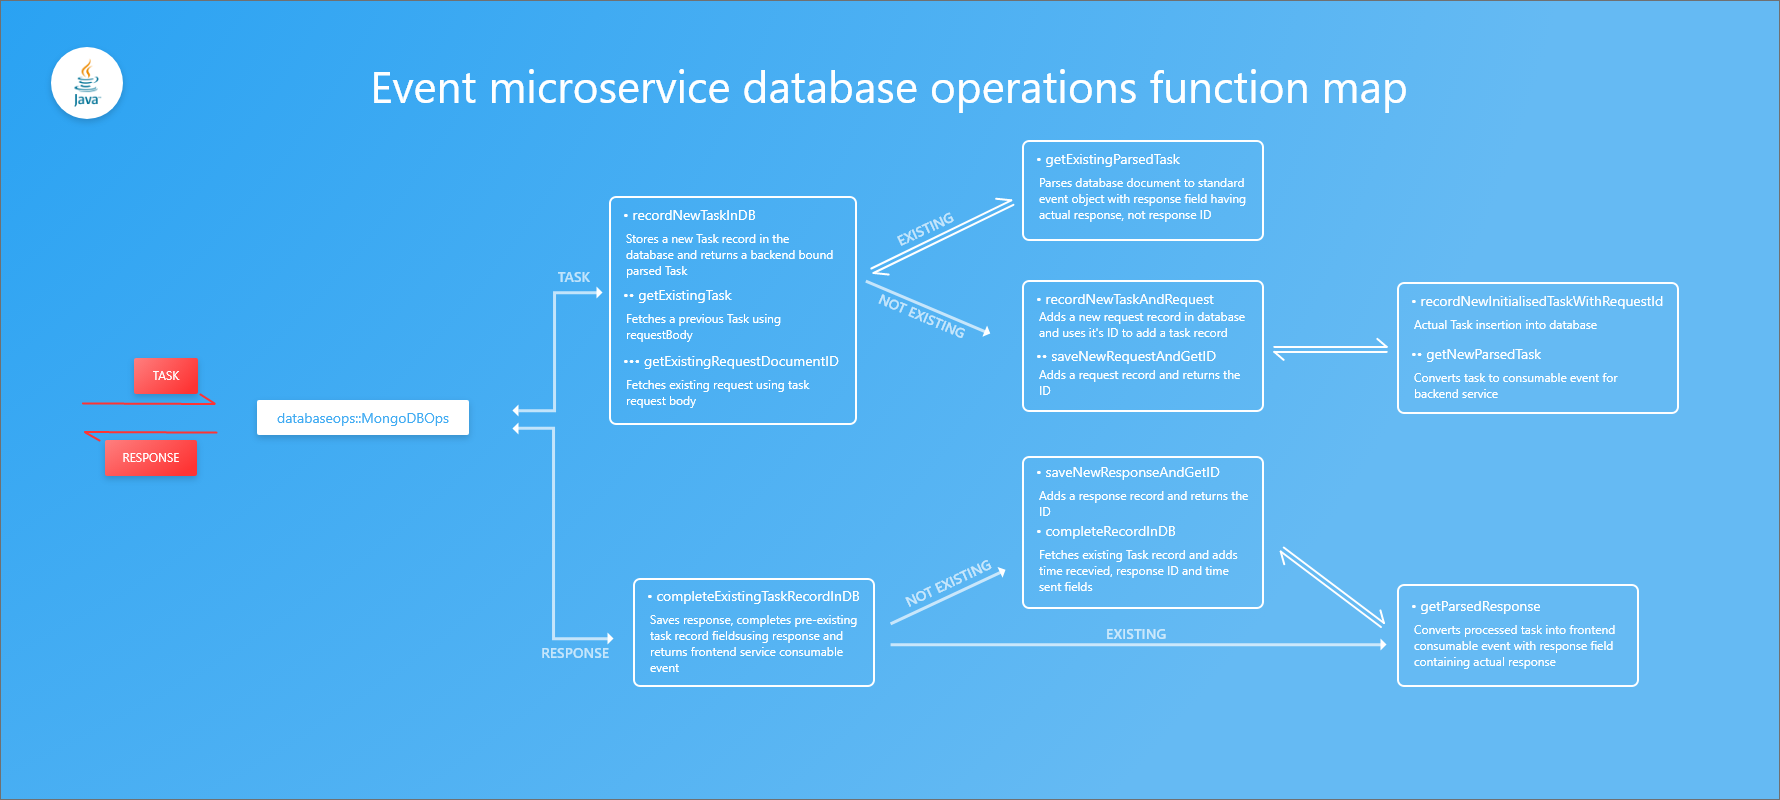 Java
Event microservice database operations function map
TASK
RESPONSE
databaseops::MongoDBOps
TASK
• recordNewTaskInDB
Stores a new Task record in the
database and returns a backend bound
parsed Task
•• getExistingTask
Fetches a previous Task using
requestBody
••• getExistingRequestDocumentID
Fetches existing request using task
request body
EXISTING
NOT EXISTING
• getExistingParsedTask
Parses database document to standard
event object with response field having
actual response, not response ID
• recordNewTaskAndRequest
Adds a new request record in database
and uses it's ID to add a task record
•• saveNewRequestAndGetID
Adds a request record and returns the
ID
• recordNewInitialisedTaskWithRequestId
Actual Task insertion into database
•• getNewParsedTask
Converts task to consumable event for
backend service
RESPONSE
• completeExistingTaskRecordInDB
Saves response, completes pre-existing
task record fieldsusing response and
returns frontend service consumable
event
NOT EXISTING
EXISTING
• saveNewResponseAndGetID
Adds a response record and returns the
ID
• completeRecordInDB
Fetches existing Task record and adds
time recevied, response ID and time
sent fields
• getParsedResponse
Converts processed task into frontend
consumable event with response field
containing actual response